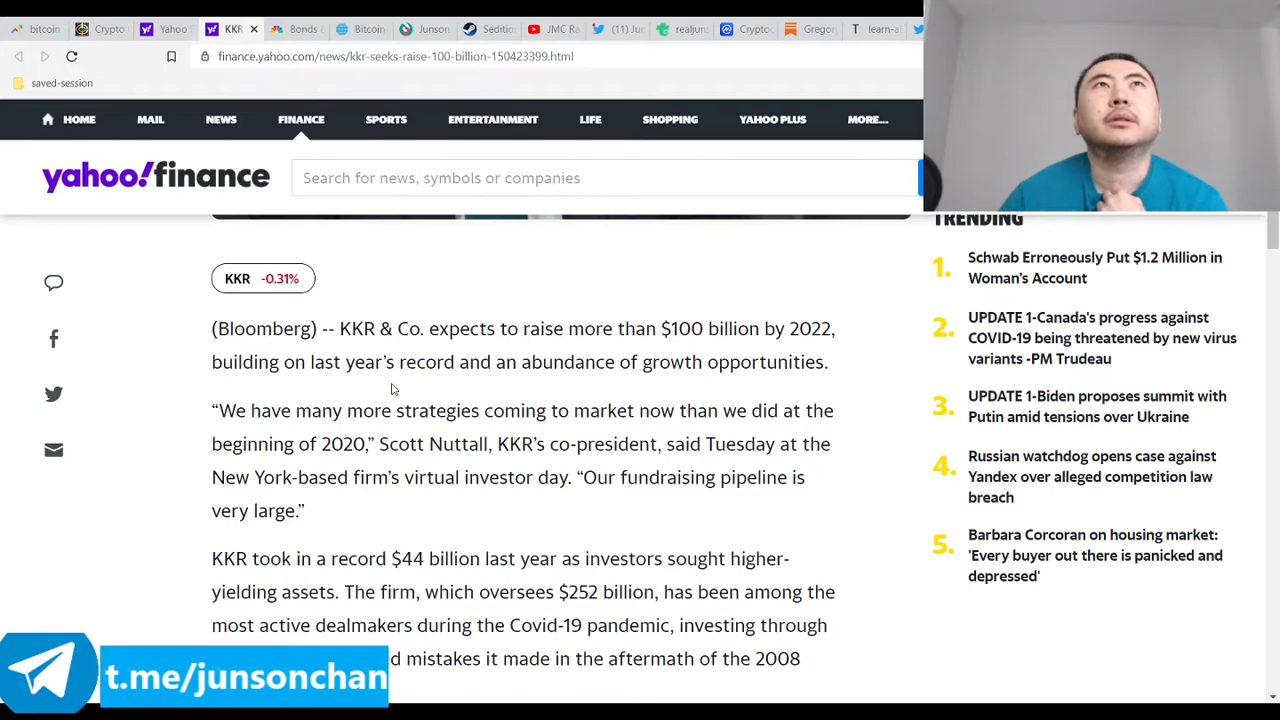 bitcoin
Crypto
Yahoo F
KKR
Bonds
Bitcoin
Junson
Sedition
JMC Ra
(11) Jun
realjuns
Cryptoc
Gregor
learn-a
finance.yahoo.com/news/kkr-seeks-raise-100-billion-150423399.html
saved-session
HOME
MAIL
NEWS
FINANCE
SPORTS
ENTERTAINMENT
LIFE
SHOPPING
YAHOO PLUS
MORE...
yahoo!finance
Search for news, symbols or companies
KKR -0.31%
(Bloomberg) -- KKR & Co. expects to raise more than $100 billion by 2022,
building on last year's record and an abundance of growth opportunities.
“We have many more strategies coming to market now than we did at the
beginning of 2020,” Scott Nuttall, KKR's co-president, said Tuesday at the
New York-based firm's virtual investor day. “Our fundraising pipeline is
very large.”
KKR took in a record $44 billion last year as investors sought higher-
yielding assets. The firm, which oversees $252 billion, has been among the
most active dealmakers during the Covid-19 pandemic, investing through
d mistakes it made in the aftermath of the 2008
TRENDING
1. Schwab Erroneously Put $1.2 Million in
Woman's Account
2. UPDATE 1-Canada's progress against
COVID-19 being threatened by new virus
variants -PM Trudeau
3. UPDATE 1-Biden proposes summit with
Putin amid tensions over Ukraine
4. Russian watchdog opens case against
Yandex over alleged competition law
breach
5. Barbara Corcoran on housing market:
'Every buyer out there is panicked and
depressed'
t.me/junsonchan